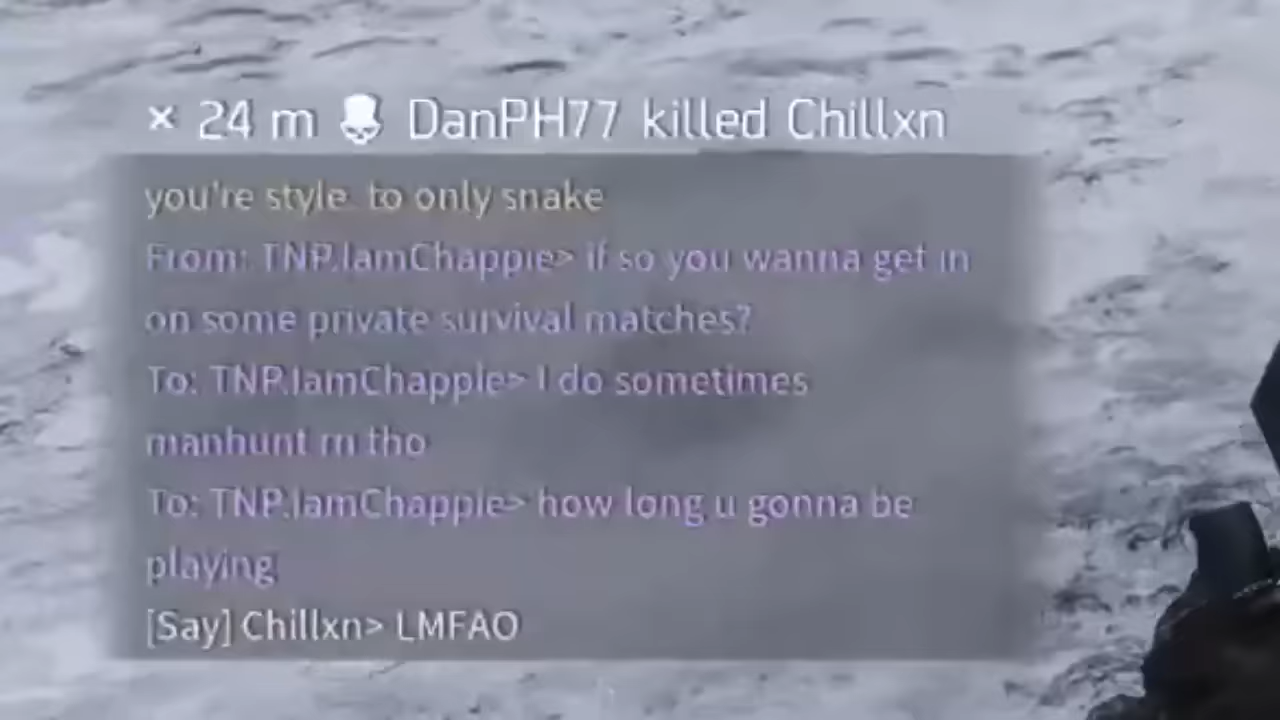 × 24 m DanPH77 killed Chillxn
you're style. to only snake
From: TNP.IamChappie> if so you wanna get in
on some private survival matches?
To: TNP.IamChappie> I do sometimes
manhunt rn tho
To: TNP.IamChappie> how long u gonna be
playing
[Say] Chillxn> LMFAO